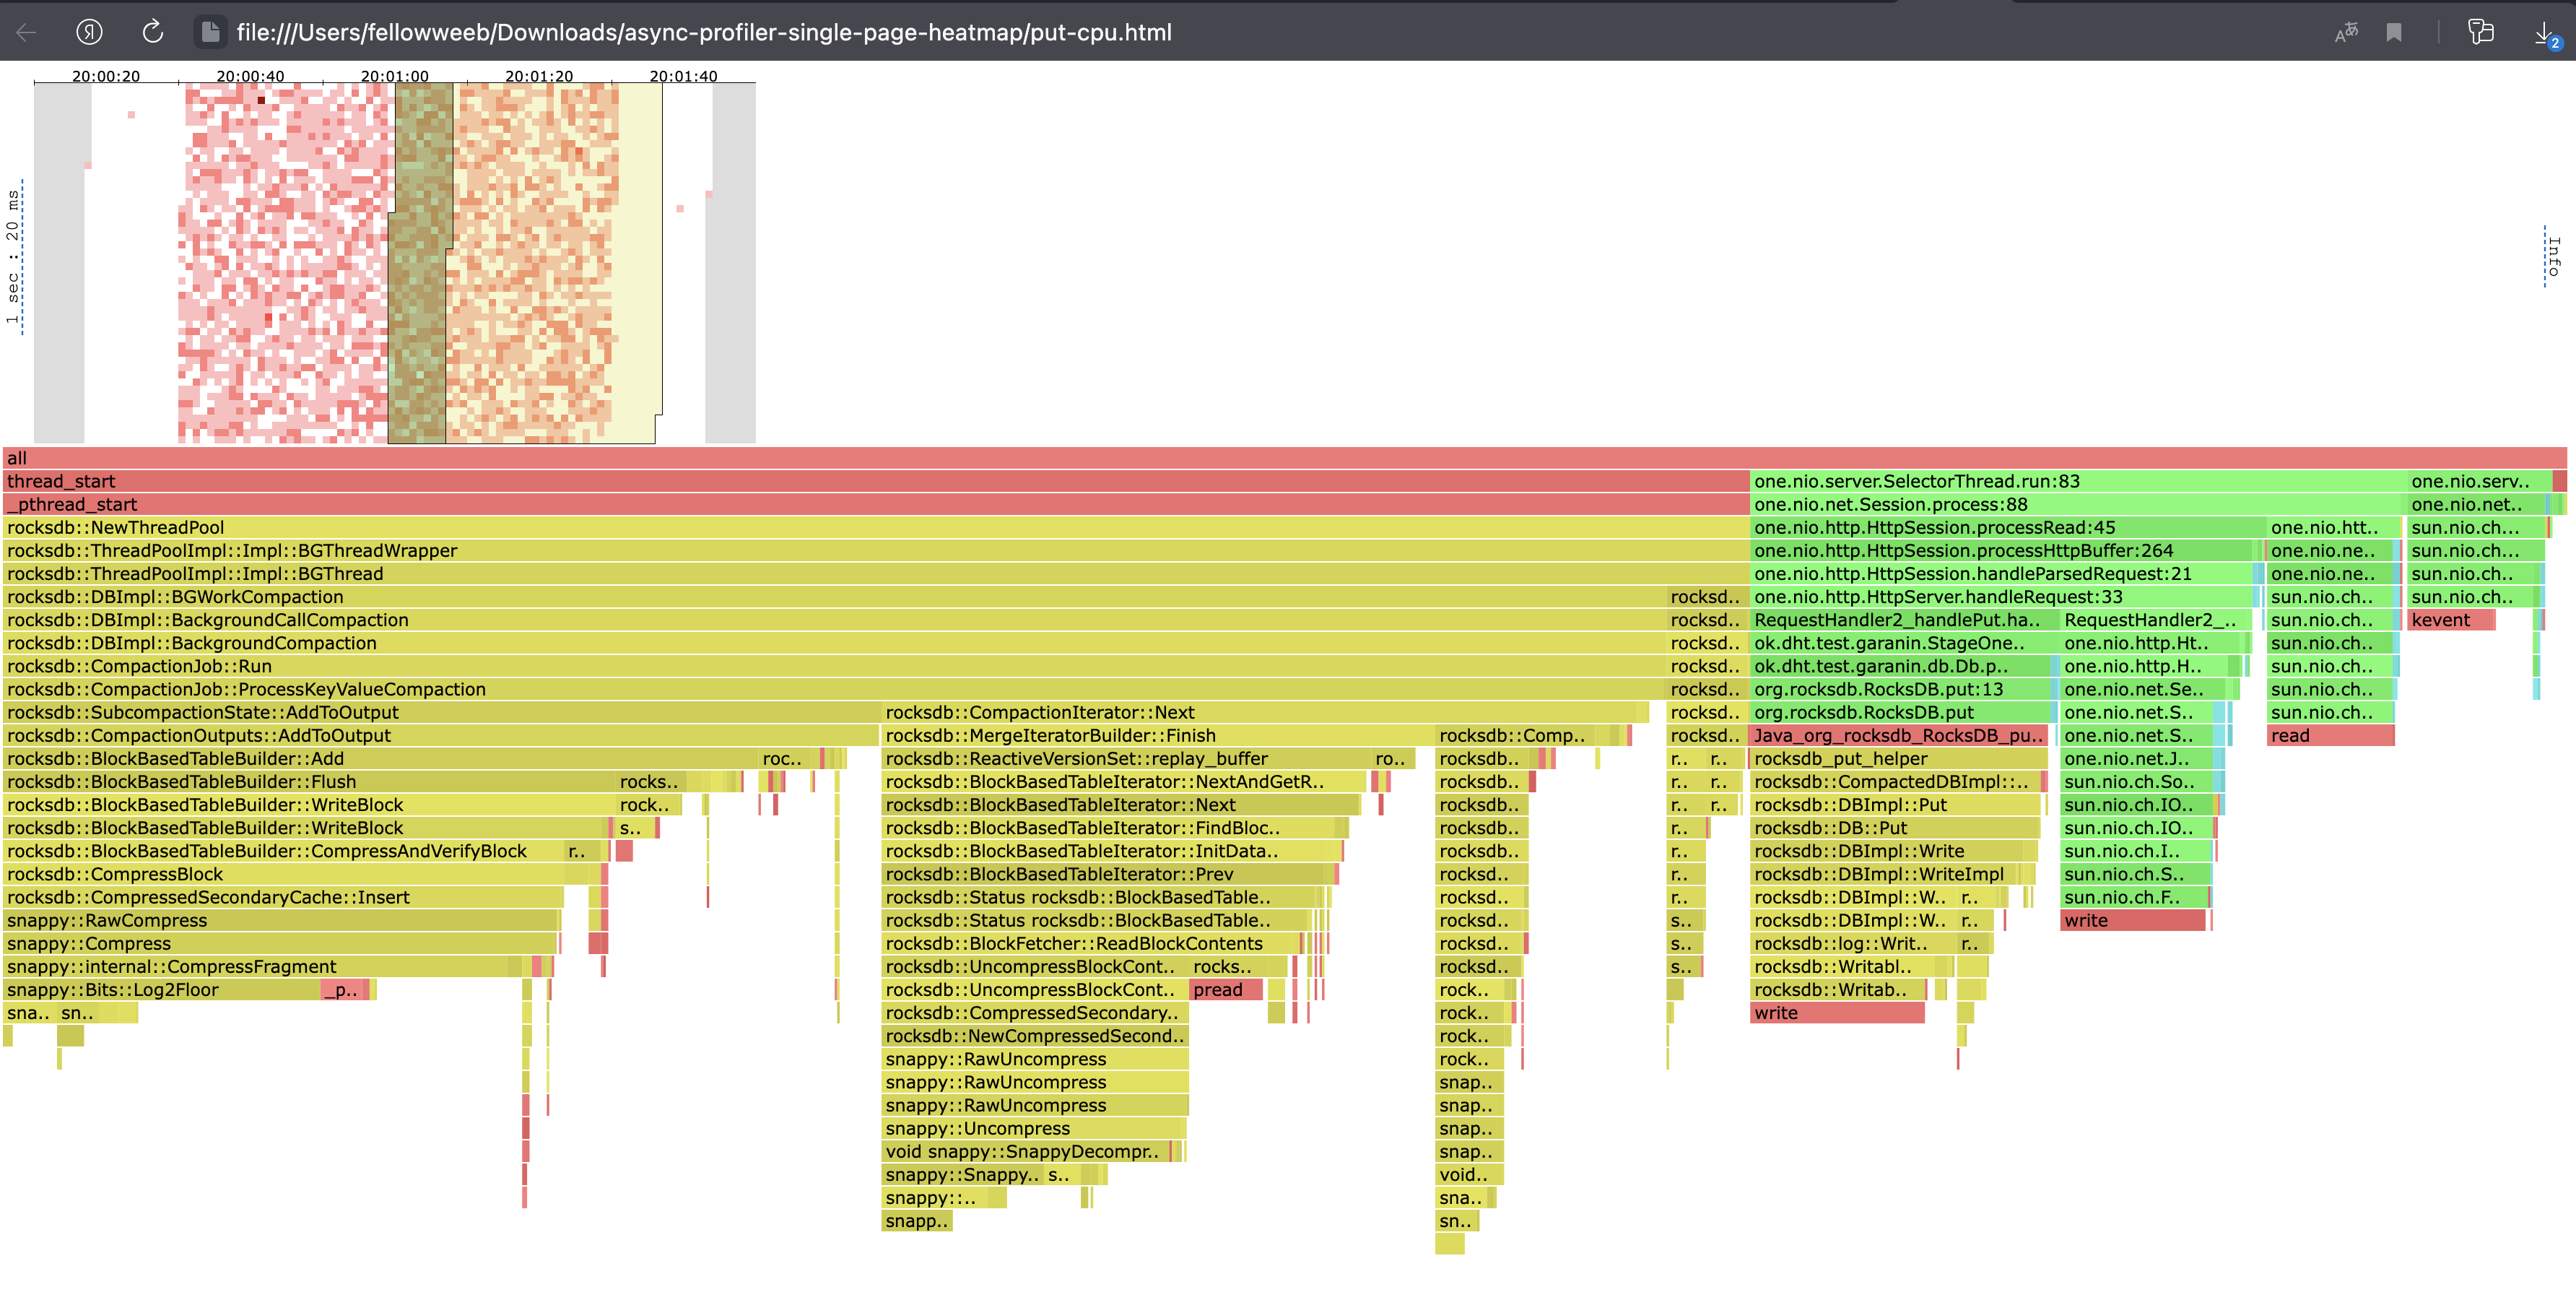 file:///Users/fellowweeb/Downloads/async-profiler-single-page-heatmap/put-cpu.html
2
20:00:20 20:00:40 20:01:00 20:01:20 20:01:40
1 sec : 20 ms
Info
all
thread_start one.nio.server.SelectorThread.run:83 one.nio.serv..
_pthread_start one.nio.net.Session.process:88 one.nio.net..
rocksdb::NewThreadPool one.nio.http.HttpSession.processRead:45 one.nio.htt.. sun.nio.ch...
rocksdb::ThreadPoolImpl::Impl::BGThreadWrapper one.nio.http.HttpSession.processHttpBuffer:264 one.nio.ne.. sun.nio.ch...
rocksdb::ThreadPoolImpl::Impl::BGThread one.nio.http.HttpSession.handleParsedRequest:21 one.nio.ne.. sun.nio.ch..
rocksdb::DBImpl::BGWorkCompaction rocksd.. one.nio.http.HttpServer.handleRequest:33 sun.nio.ch.. sun.nio.ch..
rocksdb::DBImpl::BackgroundCallCompaction rocksd.. RequestHandler2_handlePut.ha.. RequestHandler2_.. sun.nio.ch.. kevent
rocksdb::DBImpl::BackgroundCompaction rocksd.. ok.dht.test.garanin.StageOne.. one.nio.http.Ht.. sun.nio.ch..
rocksdb::CompactionJob::Run rocksd.. ok.dht.test.garanin.db.Db.p.. one.nio.http.H.. sun.nio.ch..
rocksdb::CompactionJob::ProcessKeyValueCompaction rocksd.. org.rocksdb.RocksDB.put:13 one.nio.net.Se.. sun.nio.ch..
rocksdb::SubcompactionState::AddToOutput rocksdb::CompactionIterator::Next rocksd.. org.rocksdb.RocksDB.put one.nio.net.S.. sun.nio.ch..
rocksdb::CompactionOutputs::AddToOutput rocksdb::MergeIteratorBuilder::Finish rocksdb::Comp.. rocksd.. Java_org_rocksdb_RocksDB_pu.. one.nio.net.S.. read
rocksdb::BlockBasedTableBuilder::Add roc.. rocksdb::ReactiveVersionSet::replay_buffer ro.. rocksdb.. r.. r.. rocksdb_put_helper one.nio.net.J..
rocksdb::BlockBasedTableBuilder::Flush rocks.. rocksdb::BlockBasedTableIterator::NextAndGetR.. rocksdb.. r.. r.. rocksdb::CompactedDBImpl::.. sun.nio.ch.So..
rocksdb::BlockBasedTableBuilder::WriteBlock rock.. rocksdb::BlockBasedTableIterator::Next rocksdb.. r.. r.. rocksdb::DBImpl::Put sun.nio.ch.IO..
rocksdb::BlockBasedTableBuilder::WriteBlock s.. rocksdb::BlockBasedTableIterator::FindBloc.. rocksdb.. r.. rocksdb::DB::Put sun.nio.ch.IO..
rocksdb::BlockBasedTableBuilder::CompressAndVerifyBlock r.. rocksdb::BlockBasedTableIterator::InitData.. rocksdb.. r.. rocksdb::DBImpl::Write sun.nio.ch.I..
rocksdb::CompressBlock rocksdb::BlockBasedTableIterator::Prev rocksd.. r.. rocksdb::DBImpl::WriteImpl sun.nio.ch.S..
rocksdb::CompressedSecondaryCache::Insert rocksdb::Status rocksdb::BlockBasedTable.. rocksd.. r.. rocksdb::DBImpl::W.. r.. sun.nio.ch.F..
snappy::RawCompress rocksdb::Status rocksdb::BlockBasedTable.. rocksd.. s.. rocksdb::DBImpl::W.. r.. write
snappy::Compress rocksdb::BlockFetcher::ReadBlockContents rocksd.. s.. rocksdb::log::Writ.. r..
snappy::internal::CompressFragment rocksdb::UncompressBlockCont.. rocks.. rocksd.. s.. rocksdb::Writabl..
snappy::Bits::Log2Floor _p.. rocksdb::UncompressBlockCont.. pread rock.. rocksdb::Writab..
sna.. sn.. rocksdb::CompressedSecondary.. rock.. write
rocksdb::NewCompressedSecond.. rock..
snappy::RawUncompress rock..
snappy::RawUncompress snap..
snappy::RawUncompress snap..
snappy::Uncompress snap..
void snappy::SnappyDecompr.. snap..
snappy::Snappy.. s.. void..
snappy::.. sna..
snapp.. sn..